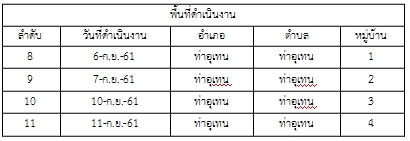 พื้นที่ดำเนินงาน
ลำดับ วันที่ดำเนินงาน อำเภอ ตำบล หมู่บ้าน
8 6-ก.ย.-61 ท่าอุเทน ท่าอุเทน 1
9 7-ก.ย.-61 ท่าอุเทน ท่าอุเทน 2
10 10-ก.ย.-61 ท่าอุเทน ท่าอุเทน 3
11 11-ก.ย.-61 ท่าอุเทน ท่าอุเทน 4